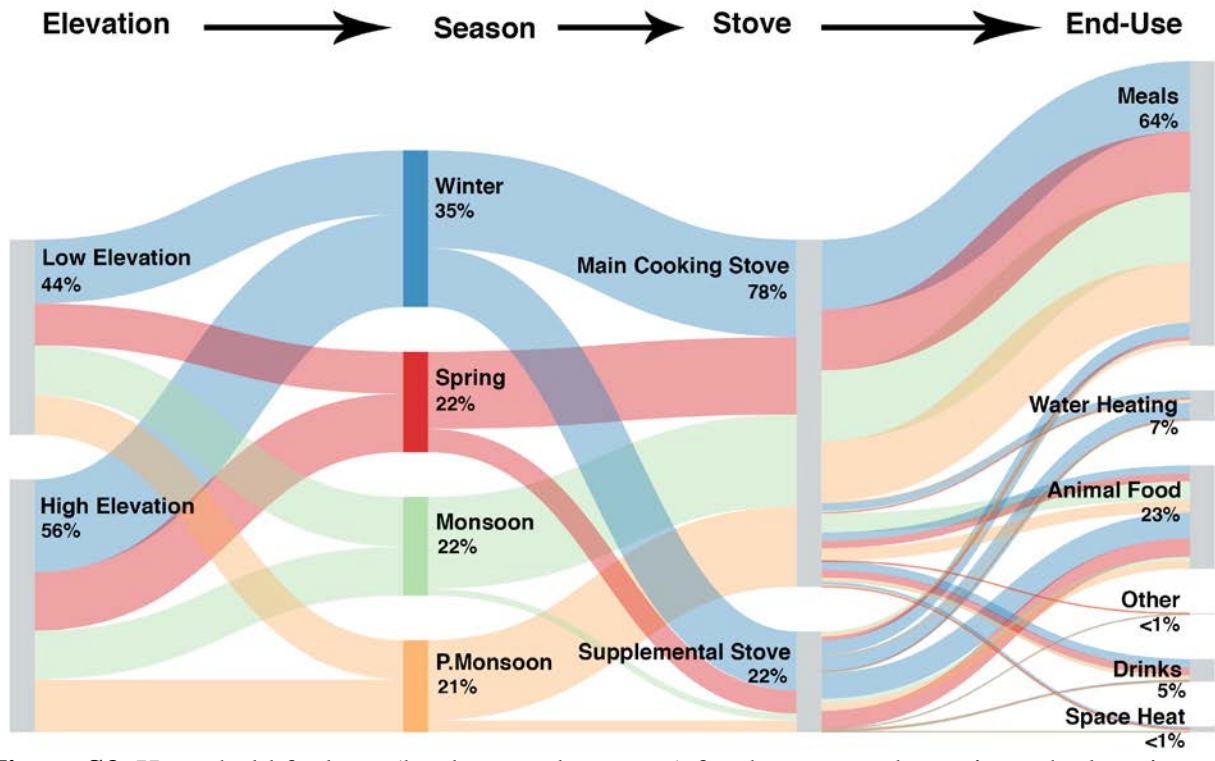 Elevation Season Stove End-Use
Meals
64%
Winter
35%
Low Elevation
44%
Main Cooking Stove
78%
Spring
22%
Water Heating
7%
High Elevation
56%
Animal Food
23%
Monsoon
22%
Other
<1%
P.Monsoon
21%
Supplemental Stove
22%
Drinks
5%
Space Heat
<1%